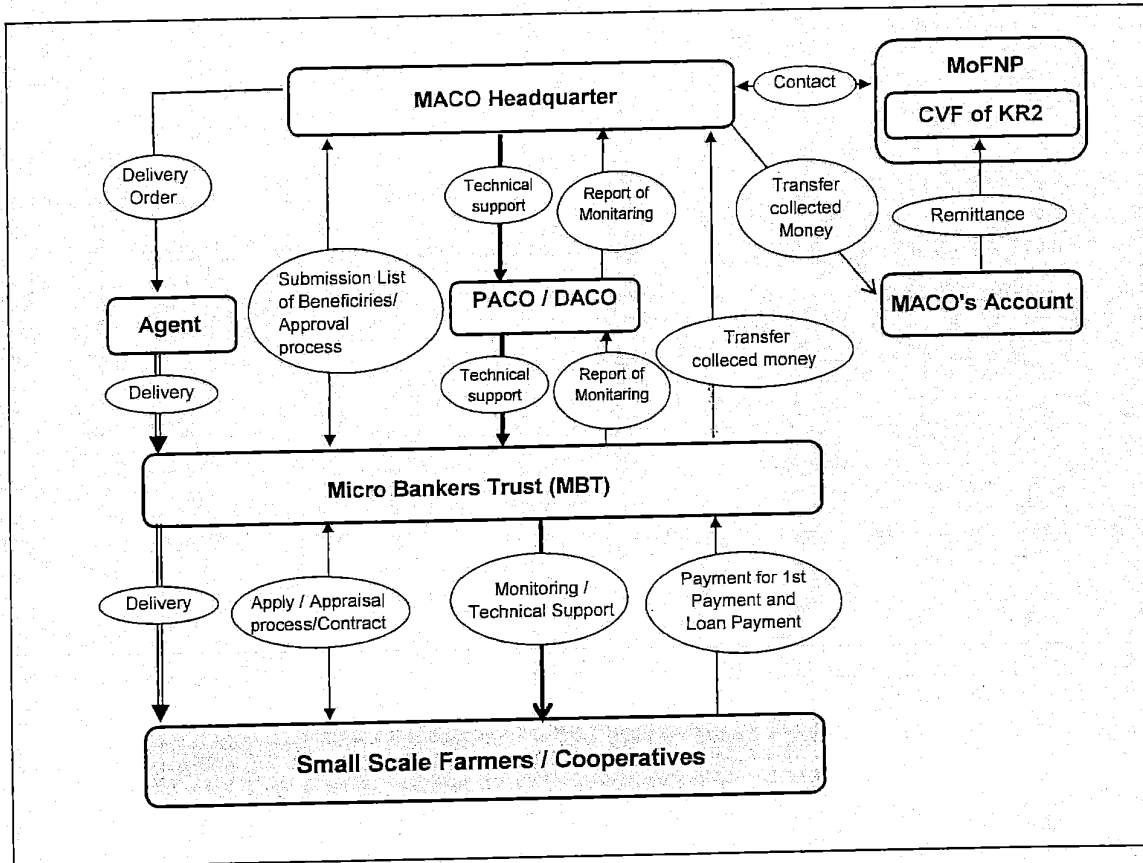 MoFNP
Contact
MACO Headquarter
CVF of KR2
Delivery
Order
Technical
support
Report of
Monitaring
Transfer
collected
Money
Remittance
Submission List
of Beneficiries/
Approval
process
PACO / DACO
MACO's Account
Agent
Transfer
colleced money
Delivery
Technical
support
Report of
Monitaring
Micro Bankers Trust (MBT)
Delivery
Apply / Appraisal
process/Contract
Monitoring /
Technical Support
Payment for 1st
Payment and
Loan Payment
Small Scale Farmers / Cooperatives